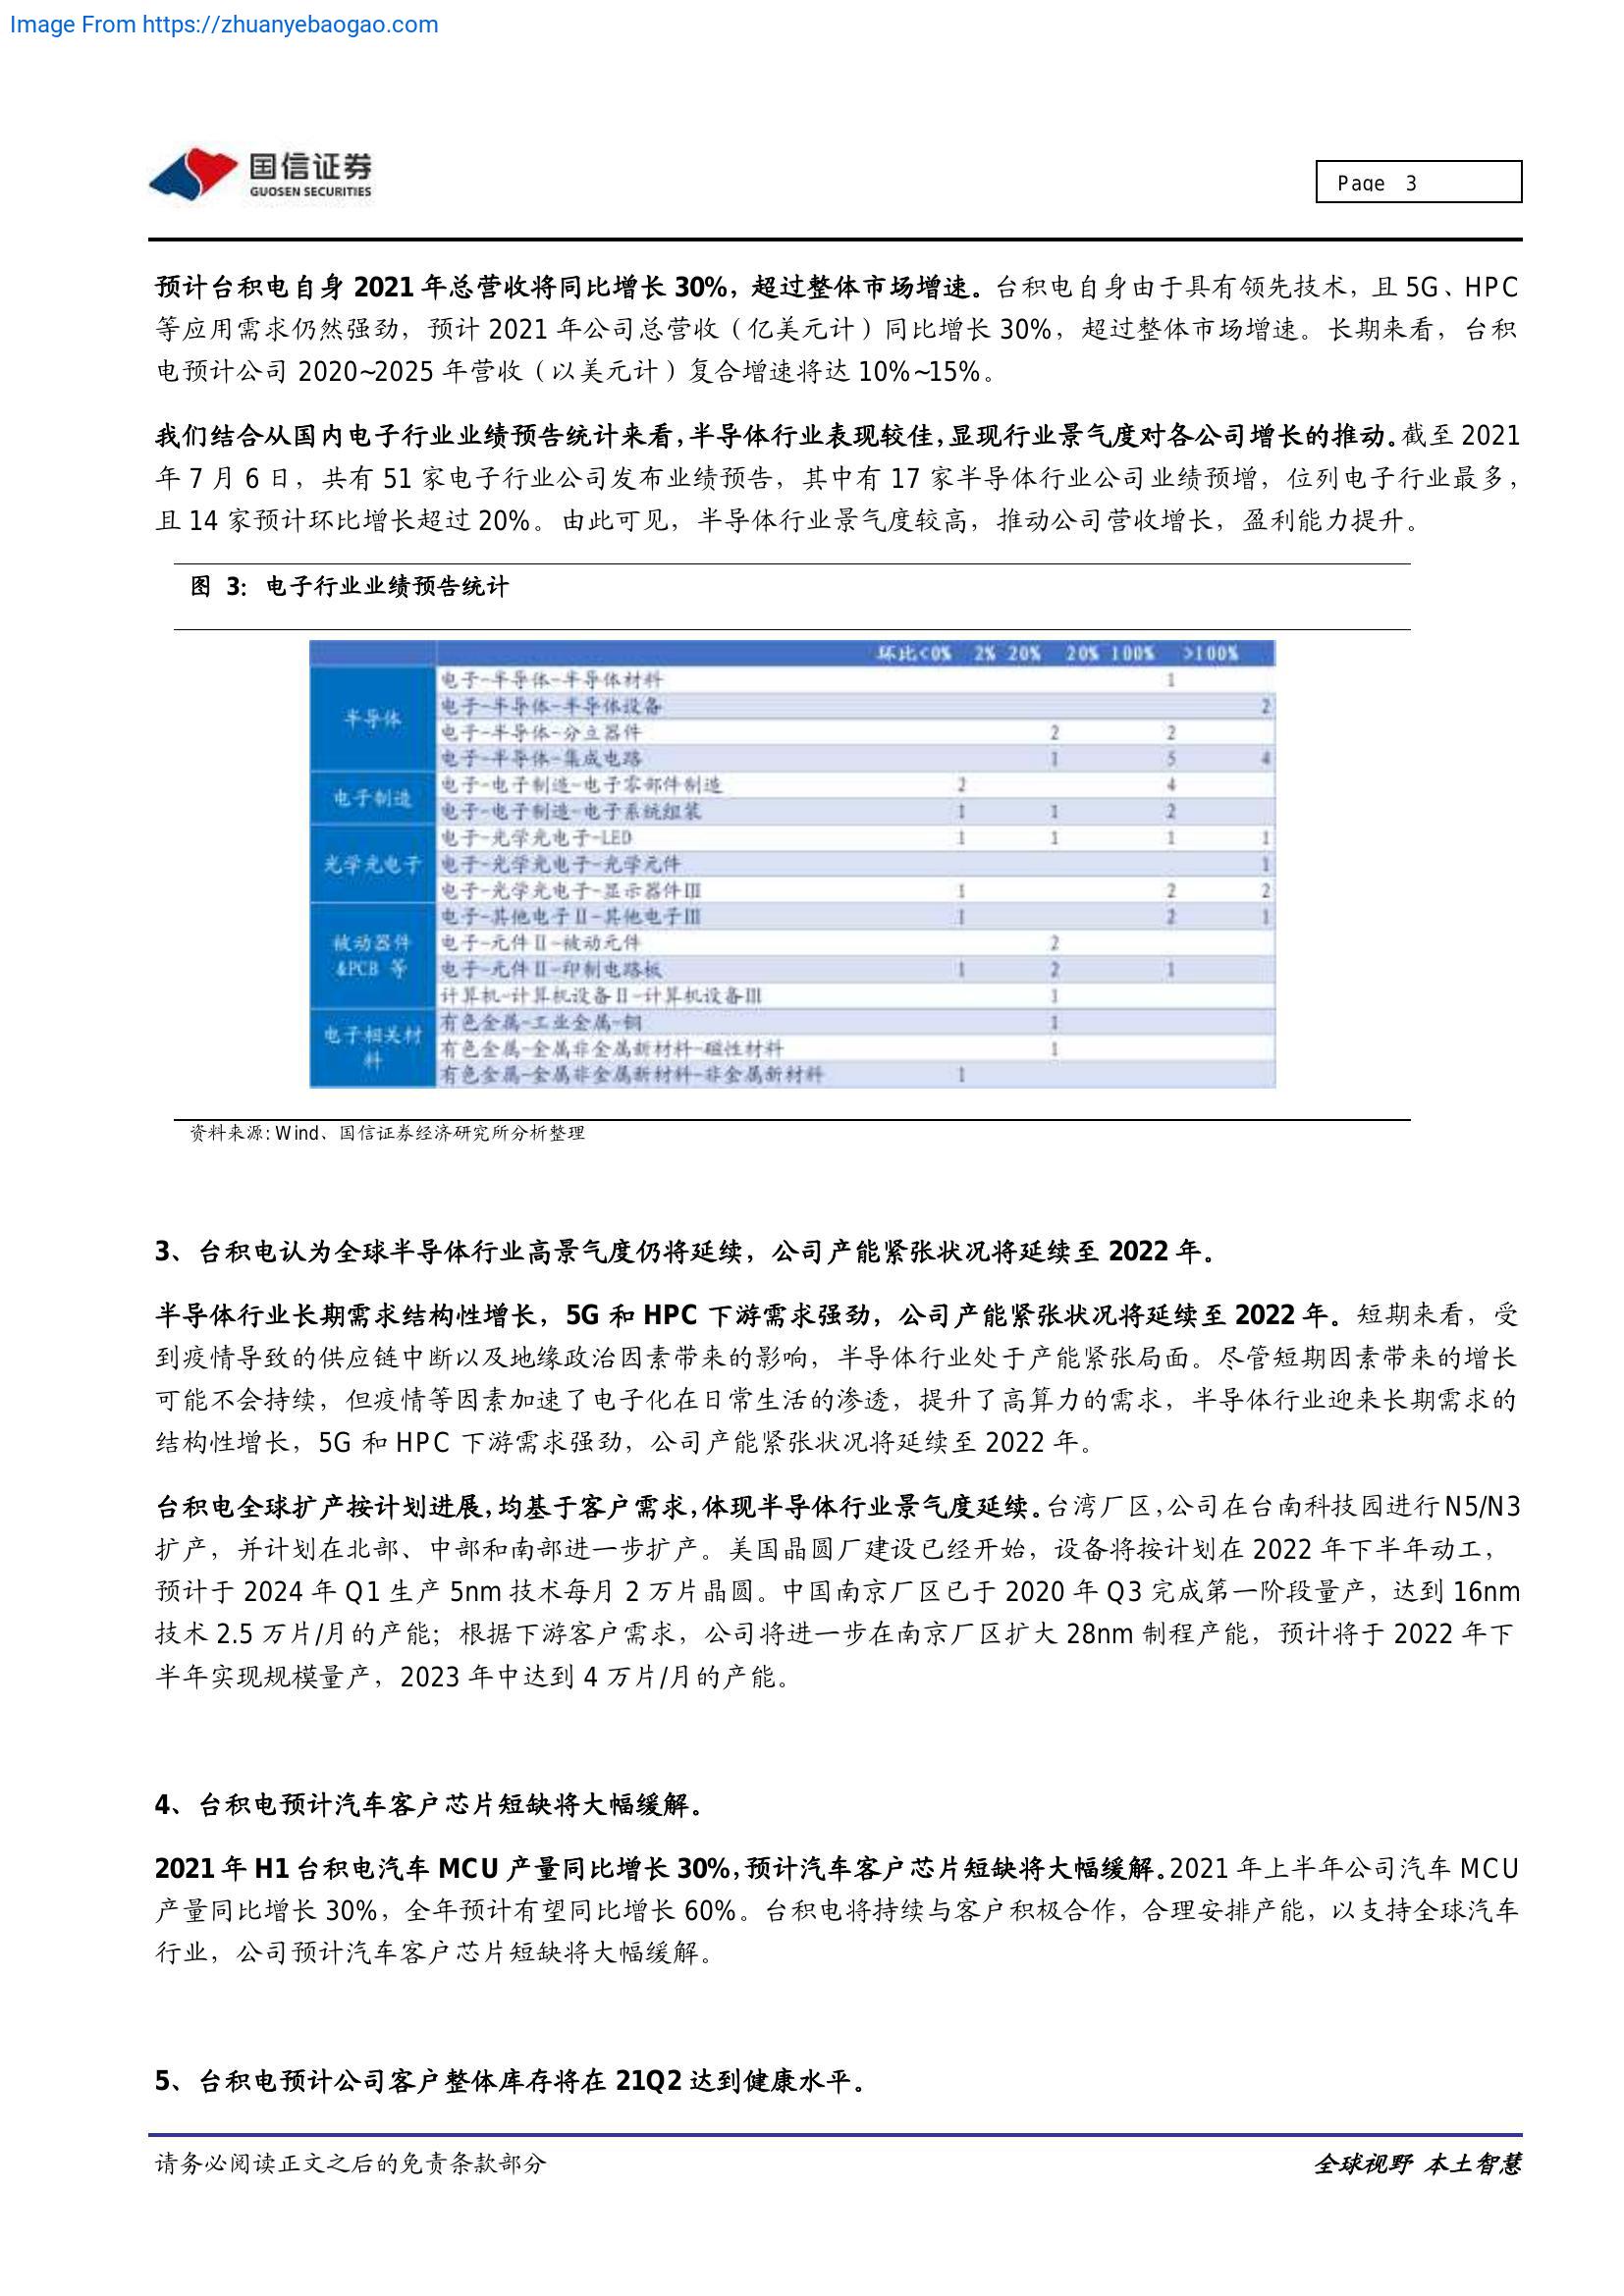 Image From https://zhuanyebaogao.com
国信证券
GUOSEN SECURITIES
Page 3
预计台积电自身 2021 年总营收将同比增长 30%，超过整体市场增速。台积电自身由于具有领先技术，且 5G、HPC
等应用需求仍然强劲，预计 2021 年公司总营收（亿美元计）同比增长 30%，超过整体市场增速。长期来看，台积
电预计公司 2020~2025 年营收（以美元计）复合增速将达 10%~15%。
我们结合从国内电子行业业绩预告统计来看，半导体行业表现较佳，显现行业景气度对各公司增长的推动。截至 2021
年 7 月 6 日，共有 51 家电子行业公司发布业绩预告，其中有 17 家半导体行业公司业绩预增，位列电子行业最多，
且 14 家预计环比增长超过 20%。由此可见，半导体行业景气度较高，推动公司营收增长，盈利能力提升。
图 3：电子行业业绩预告统计
环比<0% 2% 20% 20% 100% >100%
半导体
电子-半导体-半导体材料 1
电子-半导体-半导体设备 2
电子-半导体-分立器件 2 2
电子-半导体-集成电路 1 5 4
电子制造
电子-电子制造-电子零部件制造 2 4
电子-电子制造-电子系统组装 1 1 2
光学光电子
电子-光学光电子-LED 1 1 1 1
电子-光学光电子-光学元件 1
电子-光学光电子-显示器件III 1 2 2
被动器件
&PCB 等
电子-其他电子II-其他电子III 1 2 1
电子-元件II-被动元件 2
电子-元件II-印制电路板 1 2 1
计算机-计算机设备II-计算机设备III 1
电子相关材
料
有色金属-工业金属-铜 1
有色金属-金属非金属新材料-磁性材料 1
有色金属-金属非金属新材料-非金属新材料 1
资料来源: Wind、国信证券经济研究所分析整理
3、台积电认为全球半导体行业高景气度仍将延续，公司产能紧张状况将延续至 2022 年。
半导体行业长期需求结构性增长，5G 和 HPC 下游需求强劲，公司产能紧张状况将延续至 2022 年。短期来看，受
到疫情导致的供应链中断以及地缘政治因素带来的影响，半导体行业处于产能紧张局面。尽管短期因素带来的增长
可能不会持续，但疫情等因素加速了电子化在日常生活的渗透，提升了高算力的需求，半导体行业迎来长期需求的
结构性增长，5G 和 HPC 下游需求强劲，公司产能紧张状况将延续至 2022 年。
台积电全球扩产按计划进展，均基于客户需求，体现半导体行业景气度延续。台湾厂区，公司在台南科技园进行 N5/N3
扩产，并计划在北部、中部和南部进一步扩产。美国晶圆厂建设已经开始，设备将按计划在 2022 年下半年动工，
预计于 2024 年 Q1 生产 5nm 技术每月 2 万片晶圆。中国南京厂区已于 2020 年 Q3 完成第一阶段量产，达到 16nm
技术 2.5 万片/月的产能；根据下游客户需求，公司将进一步在南京厂区扩大 28nm 制程产能，预计将于 2022 年下
半年实现规模量产，2023 年中达到 4 万片/月的产能。
4、台积电预计汽车客户芯片短缺将大幅缓解。
2021 年 H1 台积电汽车 MCU 产量同比增长 30%，预计汽车客户芯片短缺将大幅缓解。2021 年上半年公司汽车 MCU
产量同比增长 30%，全年预计有望同比增长 60%。台积电将持续与客户积极合作，合理安排产能，以支持全球汽车
行业，公司预计汽车客户芯片短缺将大幅缓解。
5、台积电预计公司客户整体库存将在 21Q2 达到健康水平。
请务必阅读正文之后的免责条款部分
全球视野 本土智慧